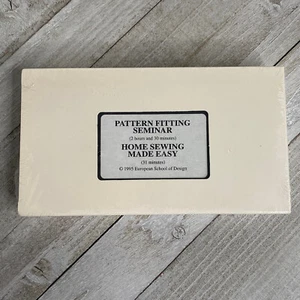 PATTERN FITTING
SEMINAR
(2 hours and 30 minutes)
HOME SEWING
MADE EASY
(31 minutes)
© 1995 European School of Design